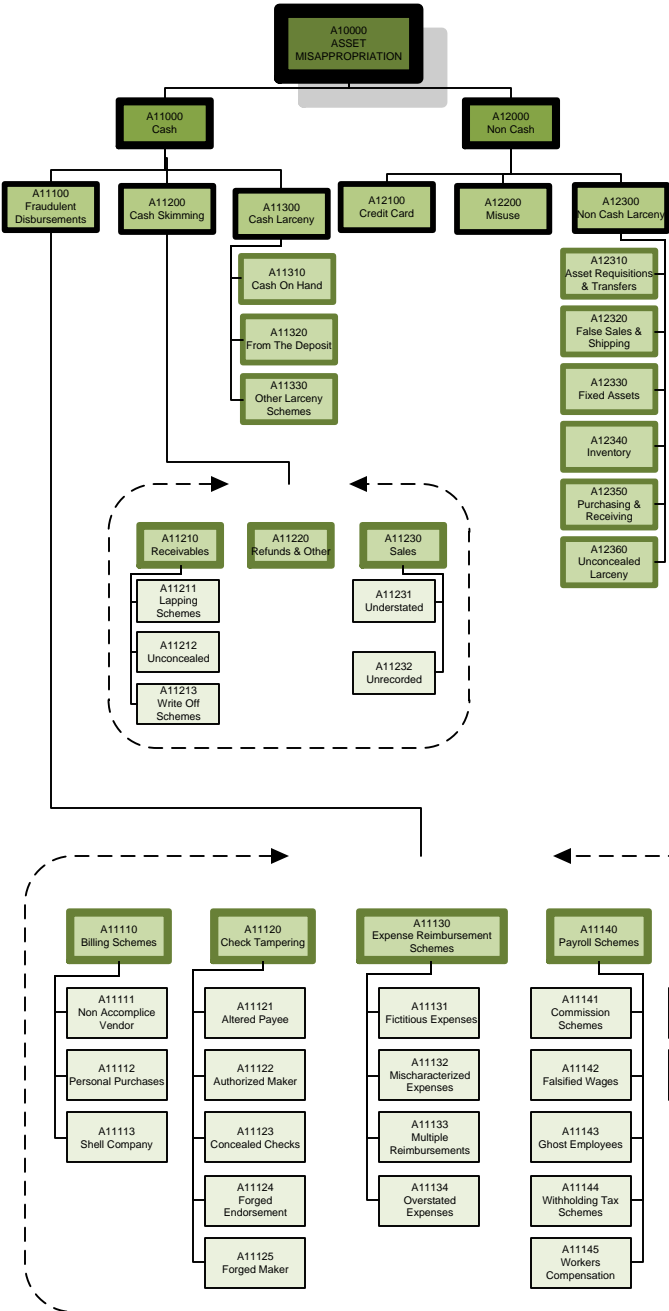 A10000
ASSET
MISAPPROPRIATION
A11000
Cash
A12000
Non Cash
A11100
Fraudulent
Disbursements
A11200
Cash Skimming
A11300
Cash Larceny
A12100
Credit Card
A12200
Misuse
A12300
Non Cash Larceny
A11310
Cash On Hand
A11320
From The Deposit
A11330
Other Larceny
Schemes
A12310
Asset Requisitions
& Transfers
A12320
False Sales &
Shipping
A12330
Fixed Assets
A12340
Inventory
A12350
Purchasing &
Receiving
A12360
Unconcealed
Larceny
A11210
Receivables
A11220
Refunds & Other
A11230
Sales
A11211
Lapping
Schemes
A11212
Unconcealed
A11213
Write Off
Schemes
A11231
Understated
A11232
Unrecorded
A11110
Billing Schemes
A11120
Check Tampering
A11130
Expense Reimbursement
Schemes
A11140
Payroll Schemes
A11111
Non Accomplice
Vendor
A11112
Personal Purchases
A11113
Shell Company
A11121
Altered Payee
A11122
Authorized Maker
A11123
Concealed Checks
A11124
Forged
Endorsement
A11125
Forged Maker
A11131
Fictitious Expenses
A11132
Mischaracterized
Expenses
A11133
Multiple
Reimbursements
A11134
Overstated
Expenses
A11141
Commission
Schemes
A11142
Falsified Wages
A11143
Ghost Employees
A11144
Withholding Tax
Schemes
A11145
Workers
Compensation